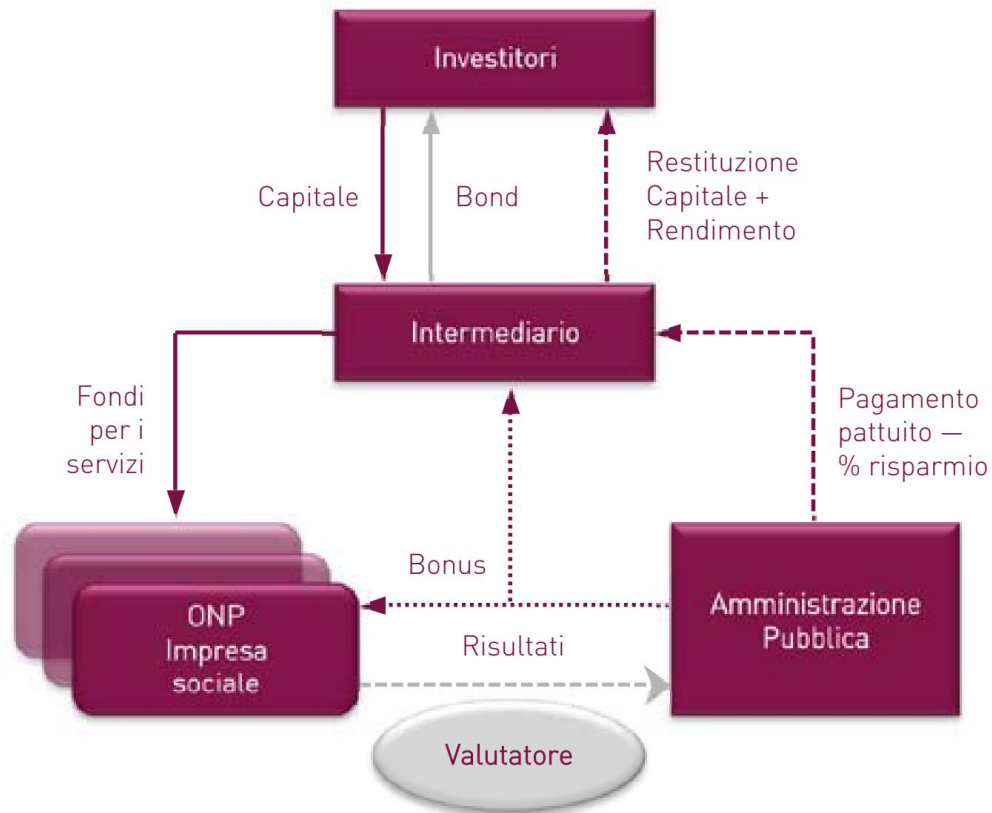 Investitori
Capitale
Bond
Restituzione
Capitale +
Rendimento
Intermediario
Fondi
per i
servizi
Pagamento
pattuito —
% risparmio
Bonus
ONP
Impresa
sociale
Risultati
Amministrazione
Pubblica
Valutatore